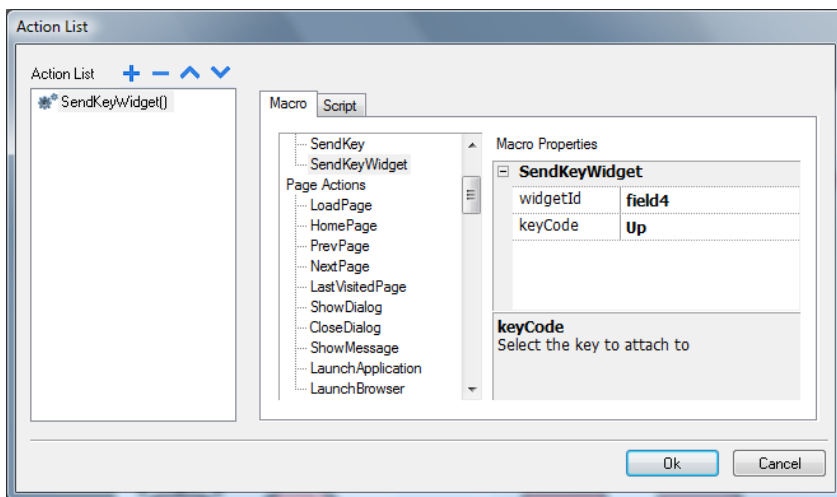 Action List
Action List
SendKeyWidget()
Macro
Script
SendKey
SendKeyWidget
Page Actions
LoadPage
HomePage
PrevPage
NextPage
LastVisitedPage
ShowDialog
CloseDialog
ShowMessage
LaunchApplication
LaunchBrowser
Macro Properties
SendKeyWidget
widgetId field4
keyCode Up
keyCode
Select the key to attach to
Ok
Cancel